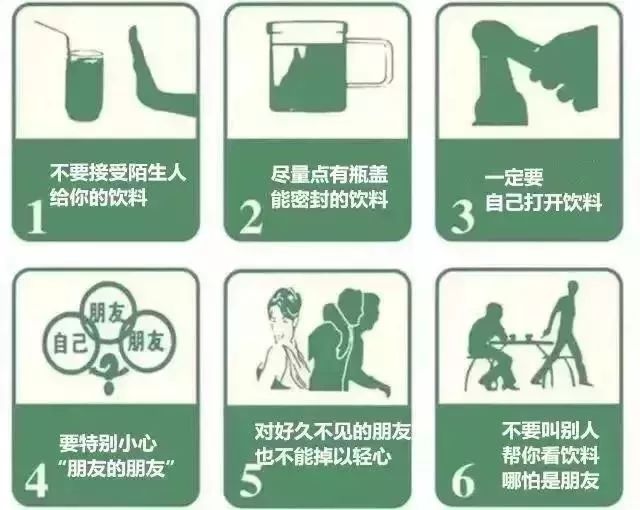 不要接受陌生人
给你的饮料
1
尽量点有瓶盖
能密封的饮料
2
一定要
自己打开饮料
3
朋友
自己
朋友
?
要特别小心
“朋友的朋友”
4
对好久不见的朋友
也不能掉以轻心
5
不要叫别人
帮你看饮料
哪怕是朋友
6